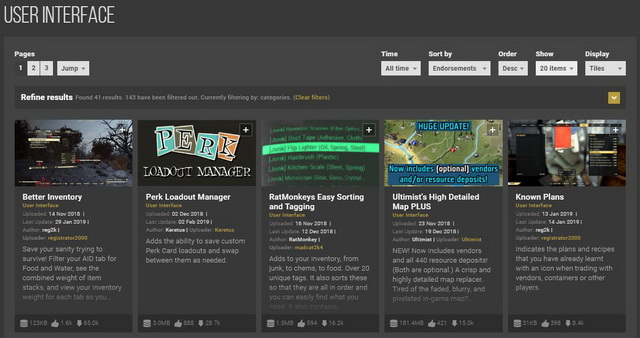 USER INTERFACE
Pages
Time
Sort by
Order
Show
Display
1 2 3 Jump
All time
Endorsements
Desc
20 items
Tiles
Refine results Found 41 results. 143 have been filtered out. Currently filtering by: categories. (Clear filters)
[Junk] Duct Tape (Adhesive, Cloth)
[Junk] Flip Lighter (Oil, Spring, Steel)
[Junk] Hairbrush (Plastic)
[Junk] Kitchen Scale (Spring, Steel)
PERK
LOADOUT MANAGER
HUGE UPDATE!
Now includes (optional) vendors
and/or resource deposits!
Better Inventory
User Interface
Uploaded: 14 Nov 2018 |
Last Update: 29 Jan 2019 |
Author: reg2k |
Uploader: registrator2000
Save your sanity trying to
survive! Filter your AID tab for
Food and Water, see the
combined weight of item
stacks, and view your inventory
weight for each tab so you...
123KB 1.6k 65.0k
Perk Loadout Manager
User Interface
Uploaded: 02 Dec 2018 |
Last Update: 02 Feb 2019 |
Author: Keretus | Uploader: Keretus
Adds the ability to save custom
Perk Card loadouts and swap
between them as needed.
3.0MB 888 28.7k
RatMonkeys Easy Sorting
and Tagging
User Interface
Uploaded: 16 Nov 2018 |
Last Update: 12 Dec 2018
Author: RatMonkey |
Uploader: madrat2k4
Adds to your inventory, from
junk, to chems, to food. Over 20
unique tags. It also sorts these
so that they are all in order and
you can easily find what you
need. It also contains
1.5MB 894 16.2k
Ultimist's High Detailed
Map PLUS
User Interface
Uploaded: 23 Nov 2018 |
Last Update: 19 Dec 2018
Author: Ultimist | Uploader: Ultimist
NEW! Now includes vendors
and all 440 resource deposits!
(Both are optional.) A crisp and
highly detailed map replacer.
Tired of the faded, blurry, and
pixelated in-game map?...
181.4MB 421 15.0k
Known Plans
User Interface
Uploaded: 13 Jan 2019 |
Last Update: 14 Jan 2019 |
Author: reg2k |
Uploader: registrator2000
Indicates the plans and recipes
that you have already learnt
with an icon when trading with
vendors, containers or other
players.
51KB 398 8.4k